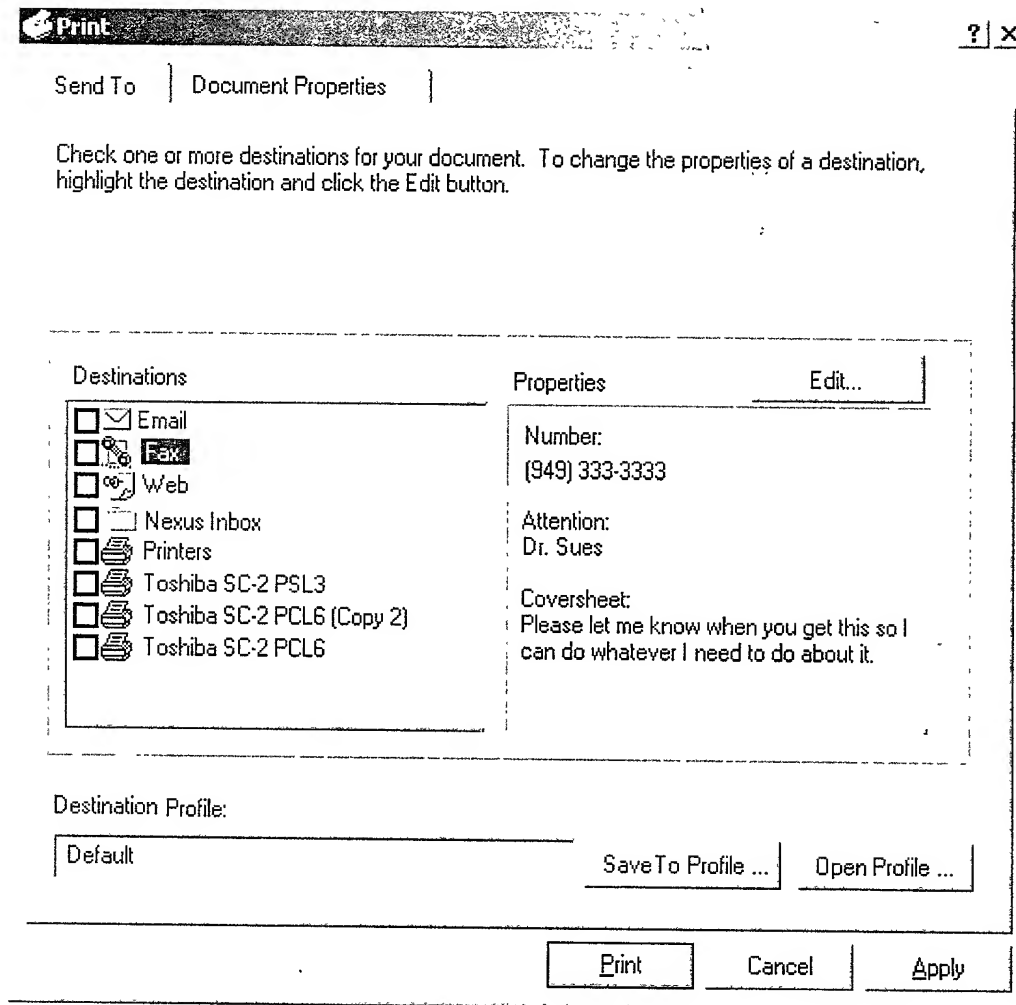 Print ? ×
Send To Document Properties
Check one or more destinations for your document. To change the properties of a destination,
highlight the destination and click the Edit button.
Destinations
Email
Fax
Web
Nexus Inbox
Printers
Toshiba SC-2 PSL3
Toshiba SC-2 PCL6 (Copy 2)
Toshiba SC-2 PCL6
Properties Edit...
Number:
(949) 333-3333
Attention:
Dr. Sues
Coversheet:
Please let me know when you get this so I
can do whatever I need to do about it.
Destination Profile:
Default
SaveTo Profile ... Open Profile ...
Print Cancel Apply